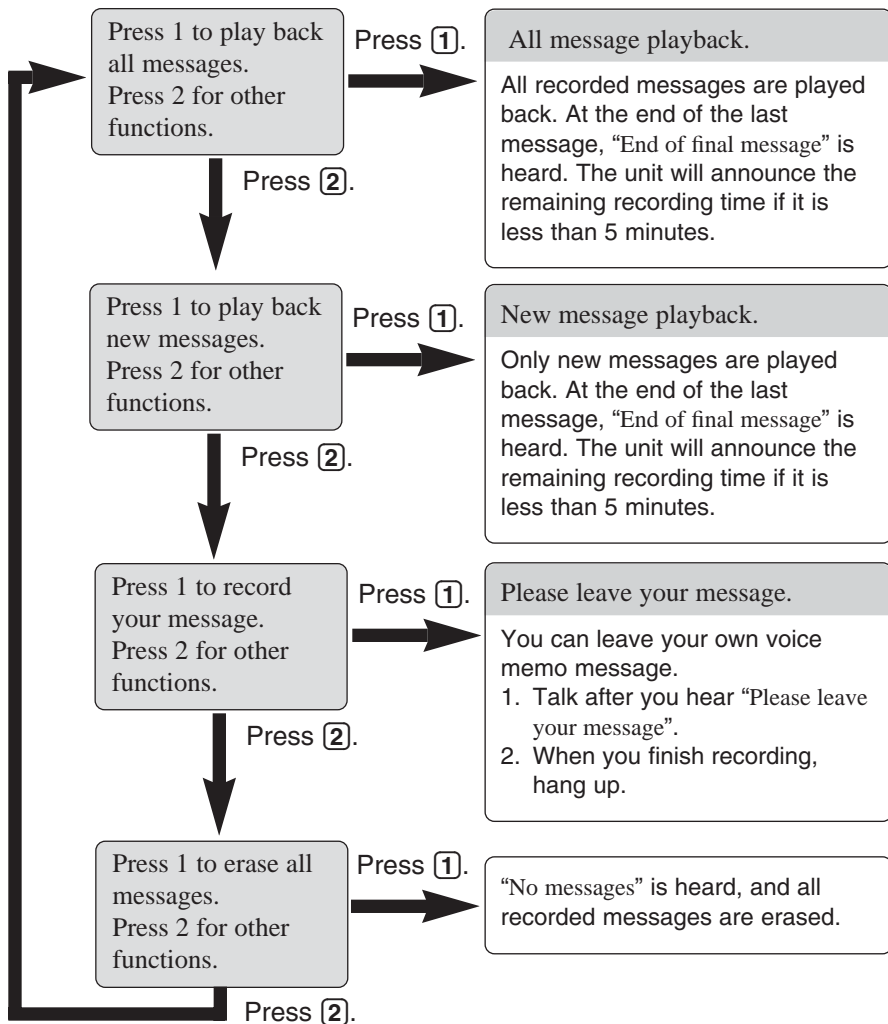 Press 1 to play back
all messages.
Press 2 for other
functions.
Press 1.
All message playback.
All recorded messages are played
back. At the end of the last
message, “End of final message” is
heard. The unit will announce the
remaining recording time if it is
less than 5 minutes.
Press 2.
Press 1 to play back
new messages.
Press 2 for other
functions.
Press 1.
New message playback.
Only new messages are played
back. At the end of the last
message, “End of final message” is
heard. The unit will announce the
remaining recording time if it is
less than 5 minutes.
Press 2.
Press 1 to record
your message.
Press 2 for other
functions.
Press 1.
Please leave your message.
You can leave your own voice
memo message.
1. Talk after you hear “Please leave
your message”.
2. When you finish recording,
hang up.
Press 2.
Press 1 to erase all
messages.
Press 2 for other
functions.
Press 1.
“No messages” is heard, and all
recorded messages are erased.
Press 2.